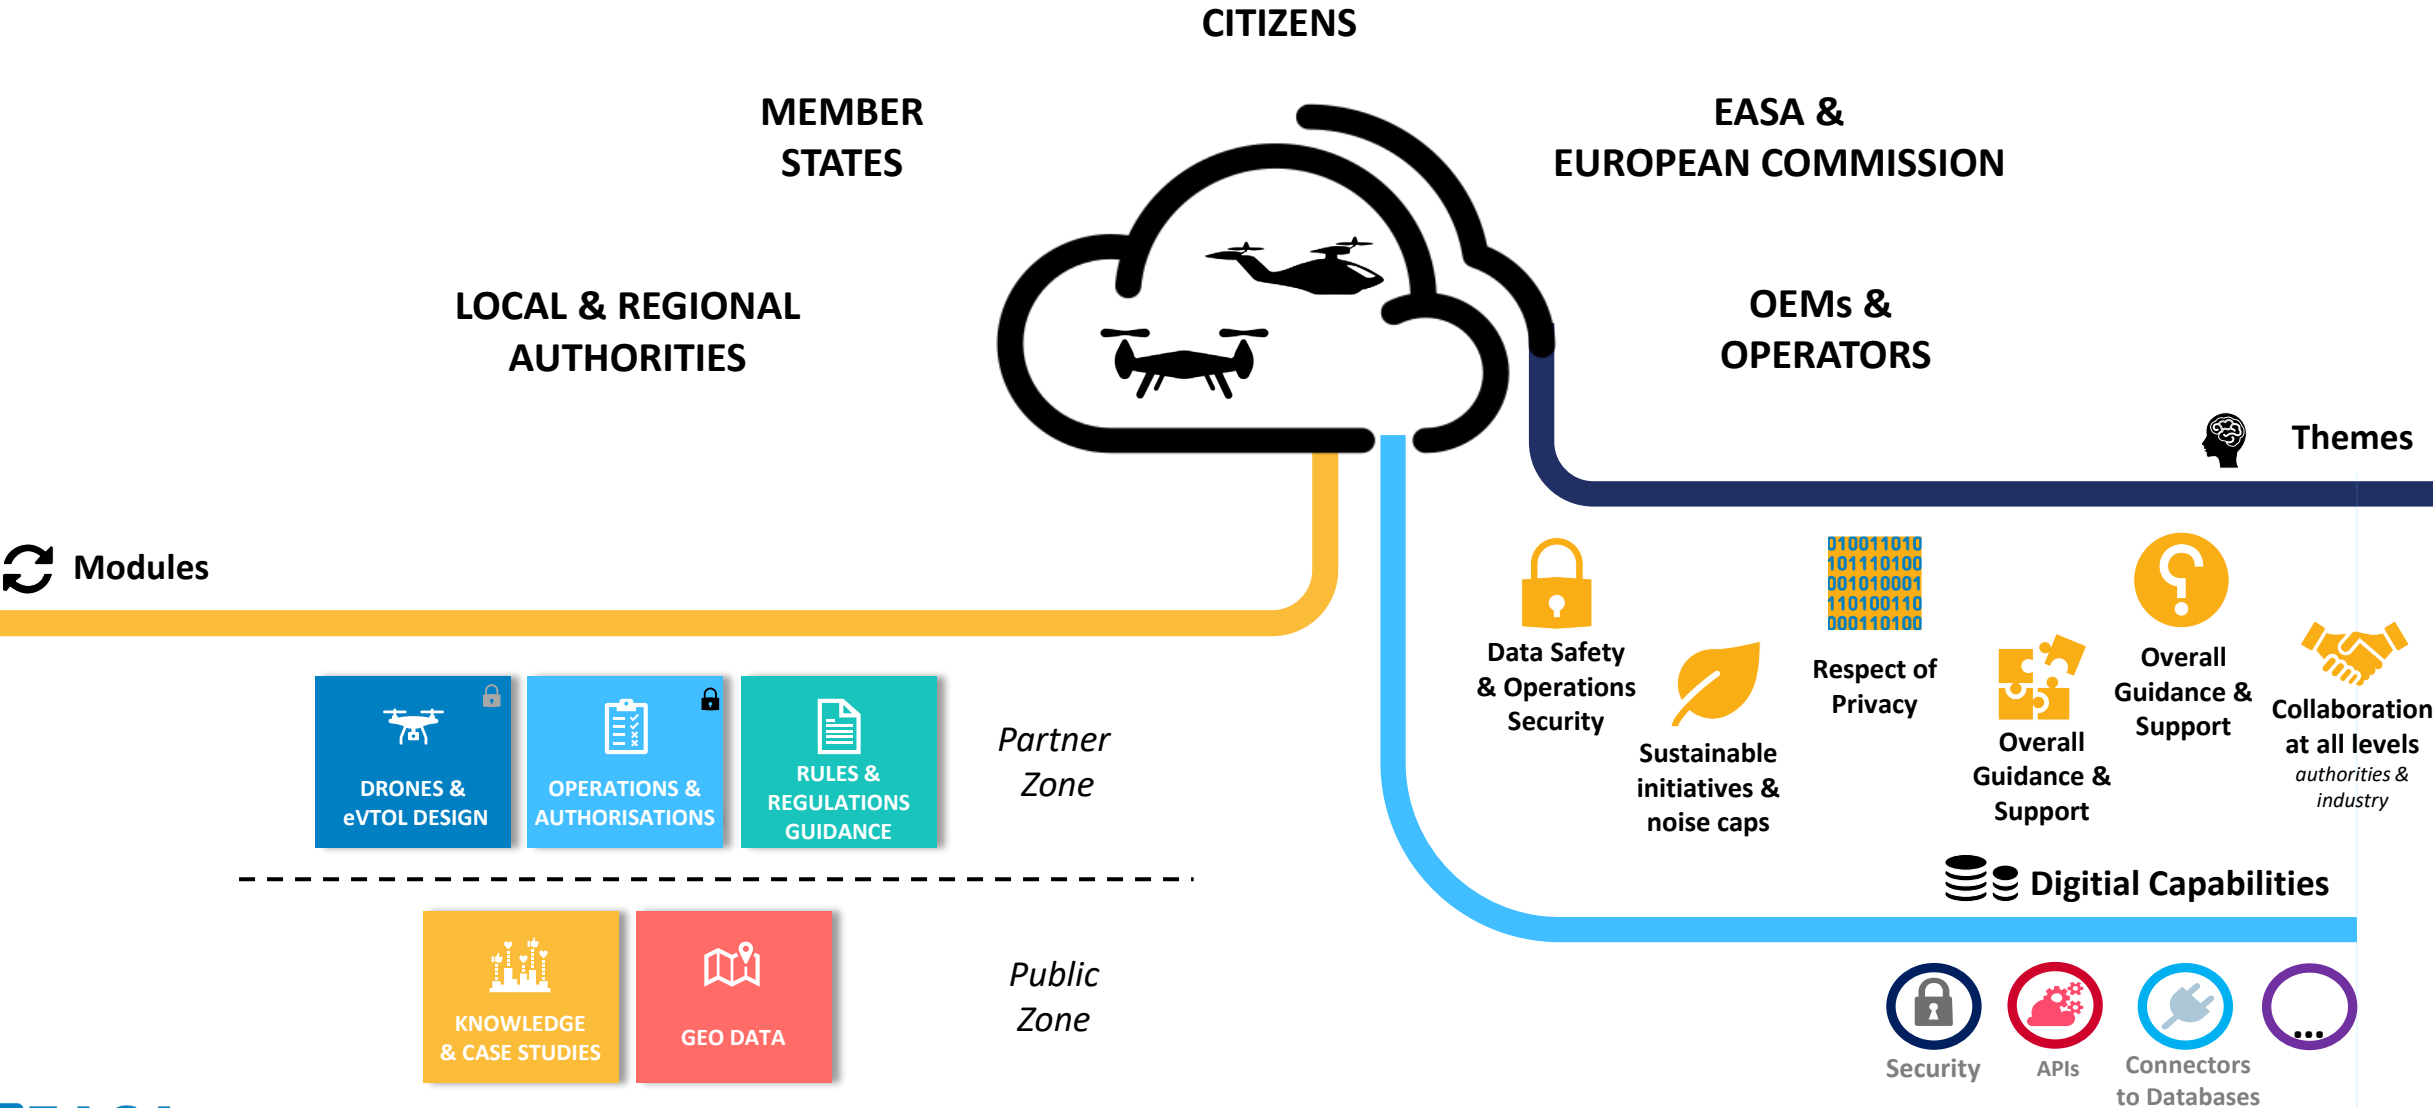 CITIZENS
MEMBER
STATES
EASA &
EUROPEAN COMMISSION
LOCAL & REGIONAL
AUTHORITIES
OEMs &
OPERATORS
Themes
Modules
010011010
101110100
001010001
110100110
000110100
Data Safety
& Operations
Security
Sustainable
initiatives &
noise caps
Respect of
Privacy
Overall
Guidance &
Support
Overall
Guidance &
Support
Collaboration
at all levels
authorities &
industry
DRONES &
eVTOL DESIGN
OPERATIONS &
AUTHORISATIONS
RULES &
REGULATIONS
GUIDANCE
Partner
Zone
Digitial Capabilities
KNOWLEDGE
& CASE STUDIES
GEO DATA
Public
Zone
...
Security
APIs
Connectors
to Databases